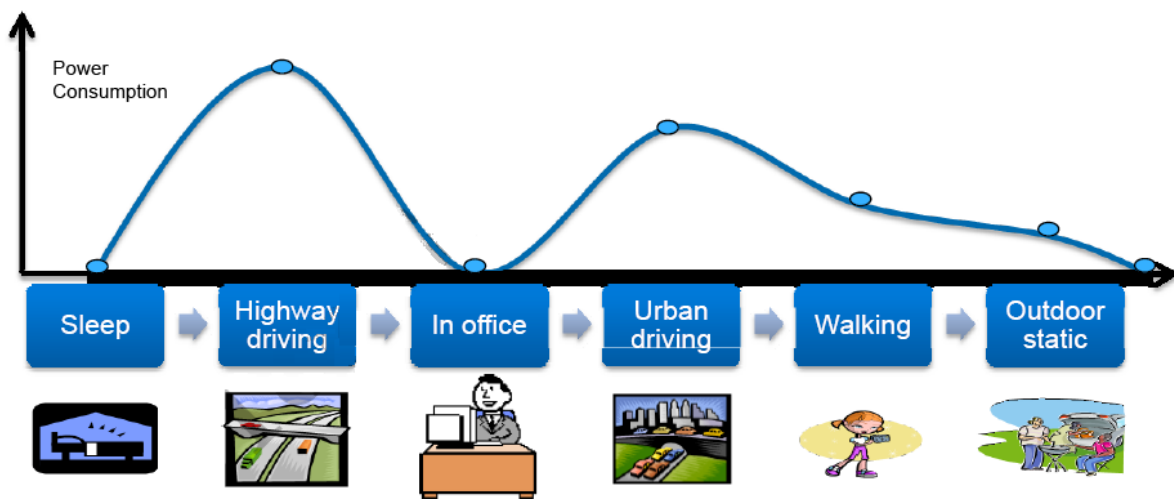 Power
Consumption
Sleep
Highway
driving
In office
Urban
driving
Walking
Outdoor
static